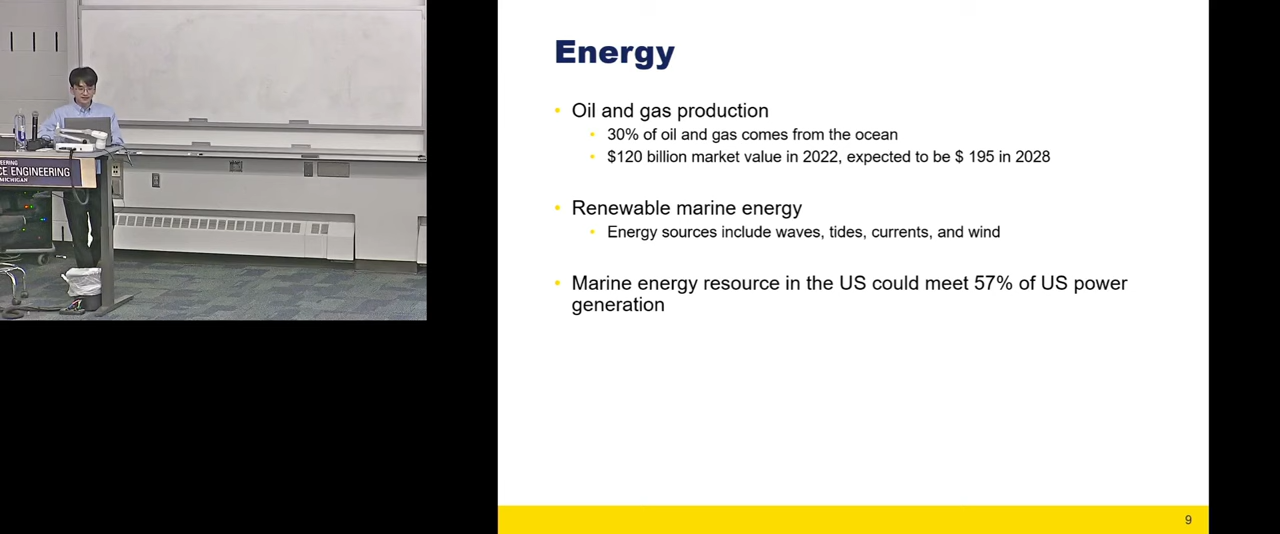 EERING
CE ENGINEERING
MICHIGAN
Energy
• Oil and gas production
• 30% of oil and gas comes from the ocean
• $120 billion market value in 2022, expected to be $ 195 in 2028
• Renewable marine energy
• Energy sources include waves, tides, currents, and wind
• Marine energy resource in the US could meet 57% of US power
generation
9